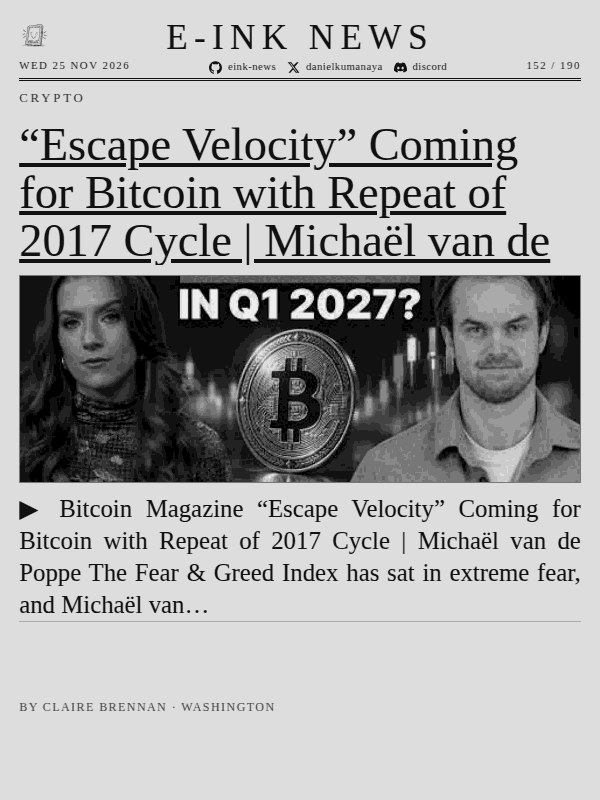 E-INK NEWS
WED 25 NOV 2026
eink-news danielkumanaya discord
152 / 190
CRYPTO
“Escape Velocity” Coming
for Bitcoin with Repeat of
2017 Cycle | Michaël van de
IN Q1 2027?
▶ Bitcoin Magazine “Escape Velocity” Coming for
Bitcoin with Repeat of 2017 Cycle | Michaël van de
Poppe The Fear & Greed Index has sat in extreme fear,
and Michaël van…
BY CLAIRE BRENNAN · WASHINGTON